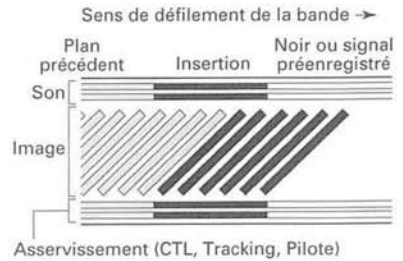 Sens de défilement de la bande →
Plan
précédent
Insertion
Noir ou signal
préenregistré
Son
Image
Asservissement (CTL, Tracking, Pilote)